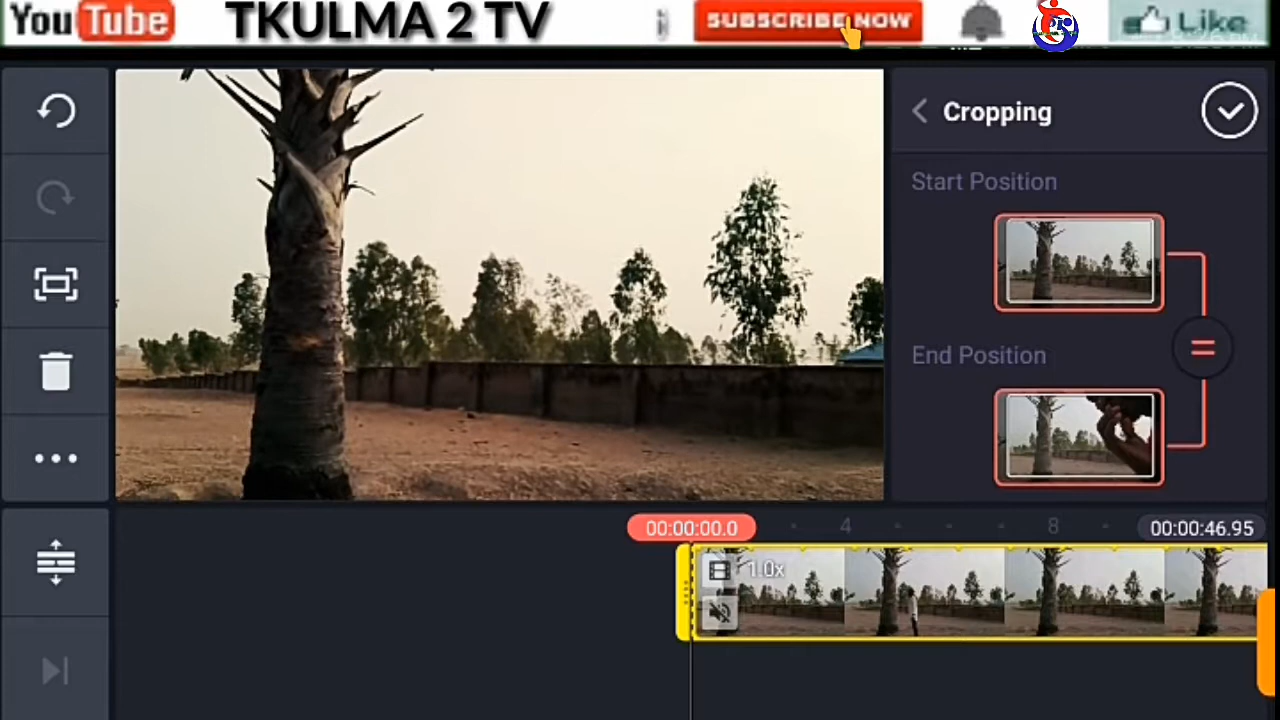 YouTube TKULMA 2 TV SUBSCRIBE NOW Like
Cropping
Start Position
End Position
00:00:00.0 4 8 00:00:46.95
1.0x